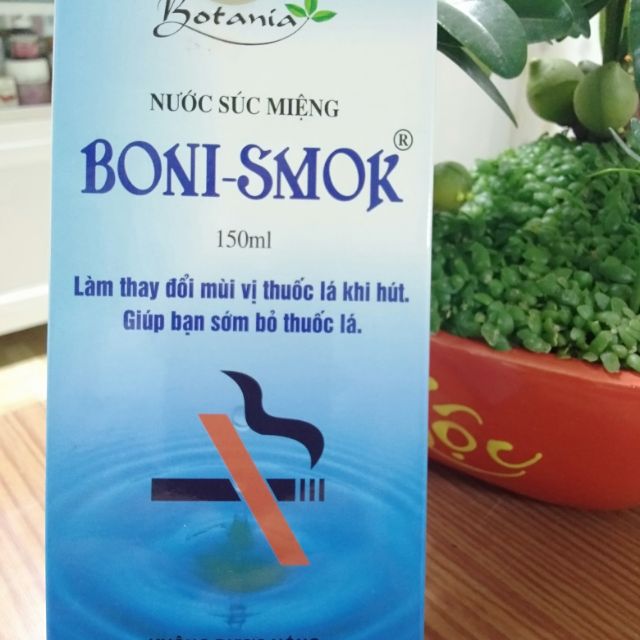 Botania
NƯỚC SÚC MIỆNG
BONI-SMOK®
150ml
Làm thay đổi mùi vị thuốc lá khi hút.
Giúp bạn sớm bỏ thuốc lá.
Lộc